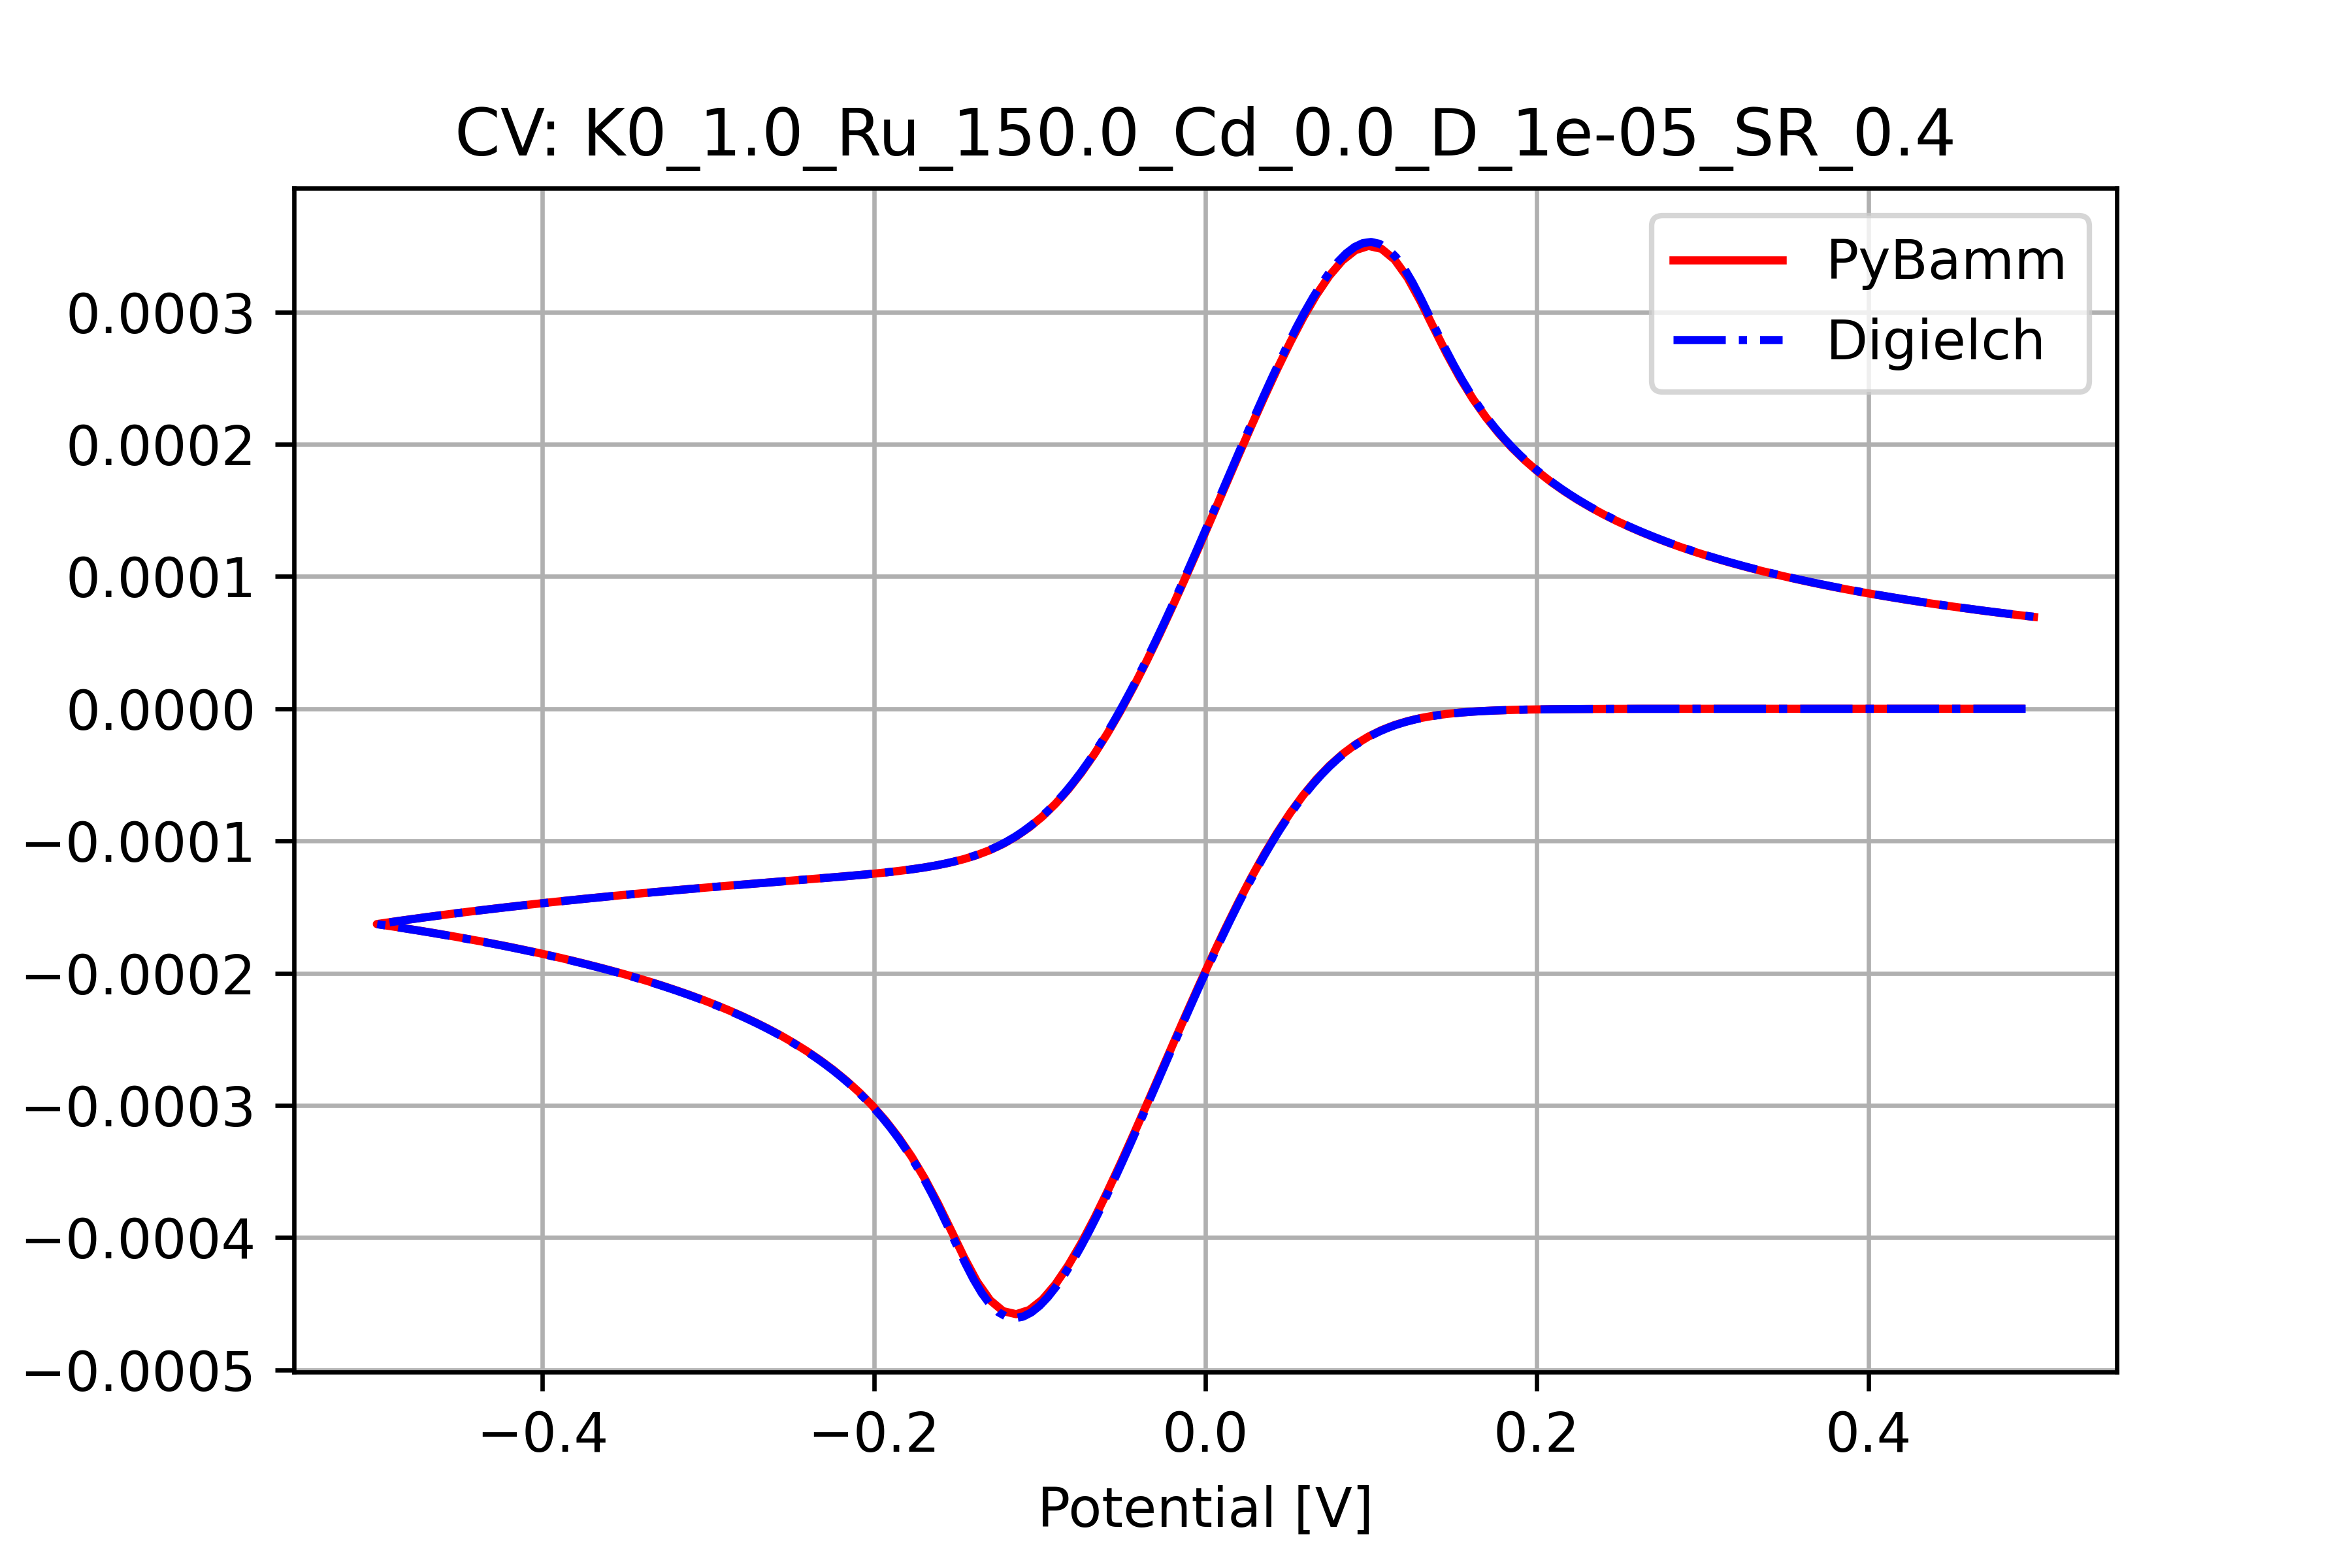 CV: K0_1.0_Ru_150.0_Cd_0.0_D_1e-05_SR_0.4
PyBamm
Digielch
0.0003
0.0002
0.0001
0.0000
−0.0001
−0.0002
−0.0003
−0.0004
−0.0005
−0.4 −0.2 0.0 0.2 0.4
Potential [V]